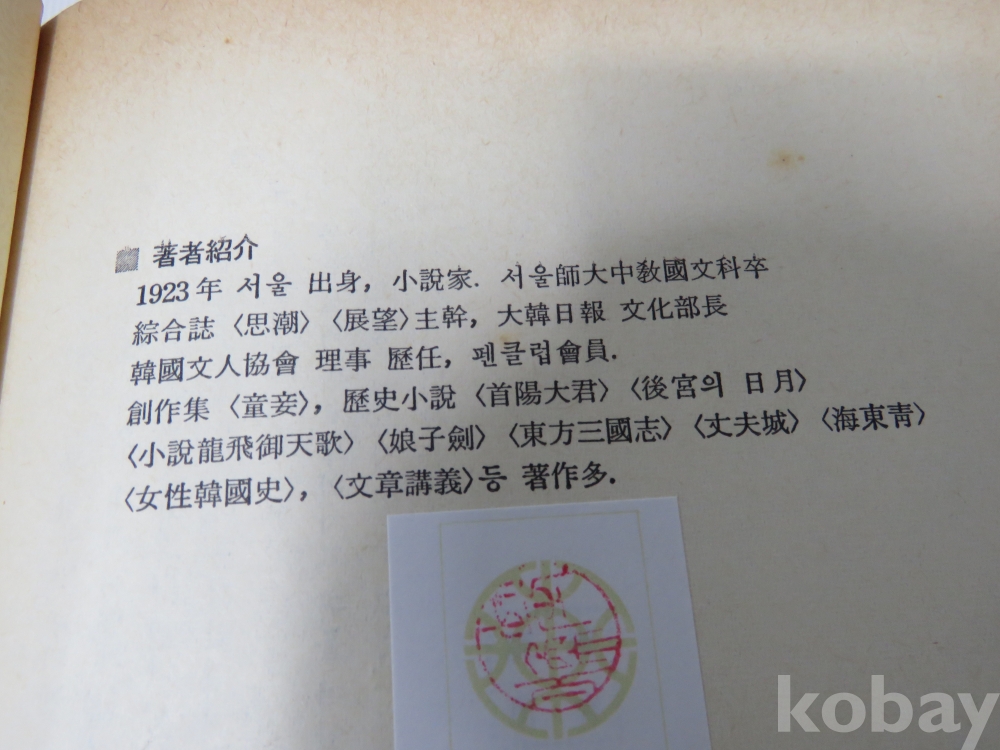 著者紹介
1923年 서울 出身, 小說家. 서울師大中敎國文科卒
綜合誌 〈思潮〉 〈展望〉主幹, 大韓日報 文化部長
韓國文人協會 理事 歷任, 펜클럽會員.
創作集 〈童妾〉, 歷史小說 〈首陽大君〉 〈後宮의 日月〉
〈小說龍飛御天歌〉 〈娘子劍〉 〈東方三國志〉 〈丈夫城〉 〈海東靑〉
〈女性韓國史〉, 〈文章講義〉등 著作多.
kobay